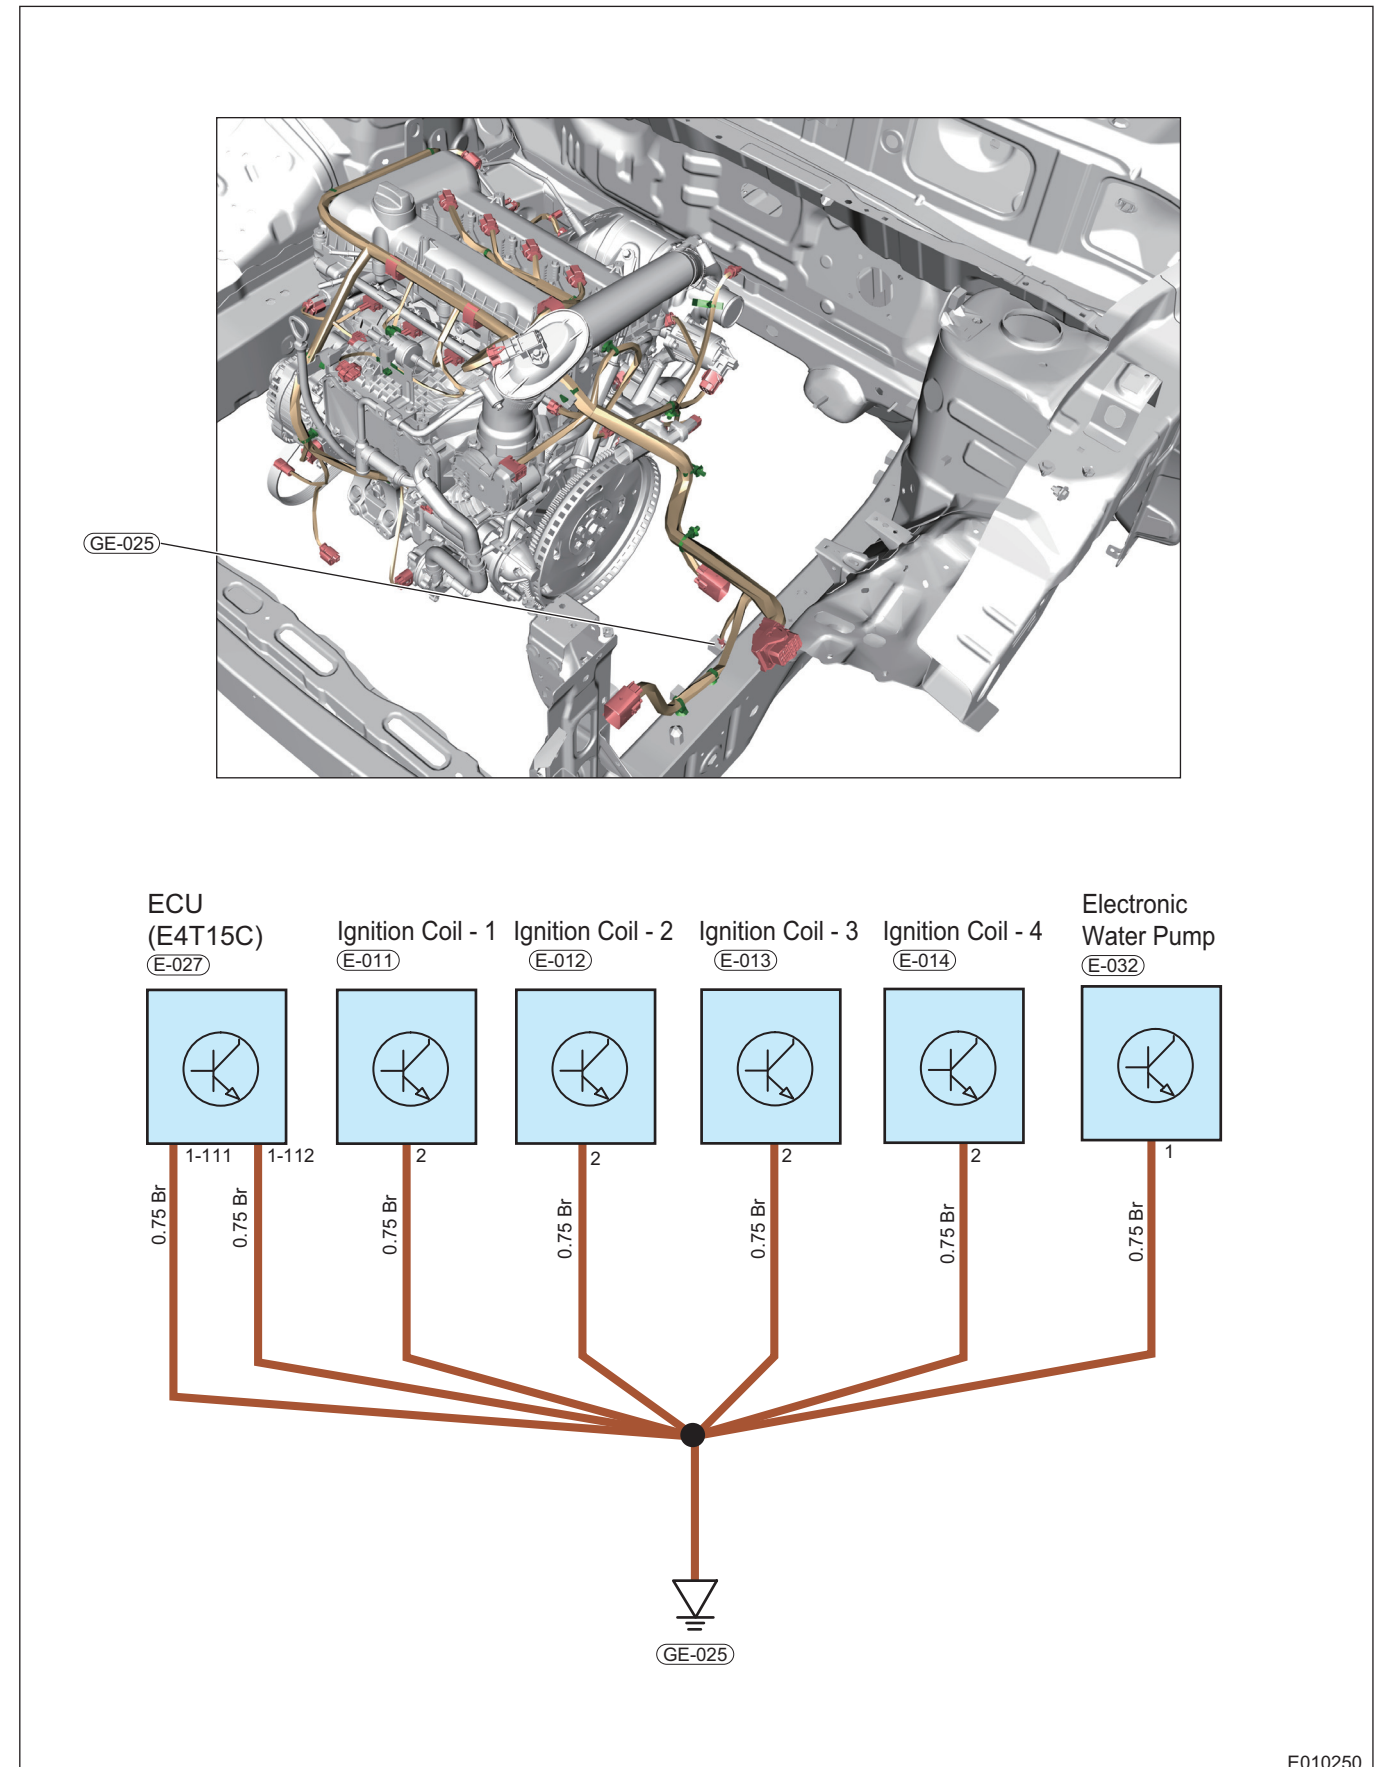 GE-025
ECU
(E4T15C)
E-027
Ignition Coil - 1
E-011
Ignition Coil - 2
E-012
Ignition Coil - 3
E-013
Ignition Coil - 4
E-014
Electronic
Water Pump
E-032
1-111
1-112
2
2
2
2
1
0.75 Br
0.75 Br
0.75 Br
0.75 Br
0.75 Br
0.75 Br
0.75 Br
GE-025
E010250